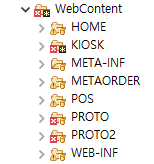 WebContent
HOME
KIOSK
META-INF
METAORDER
POS
PROTO
PROTO2
WEB-INF